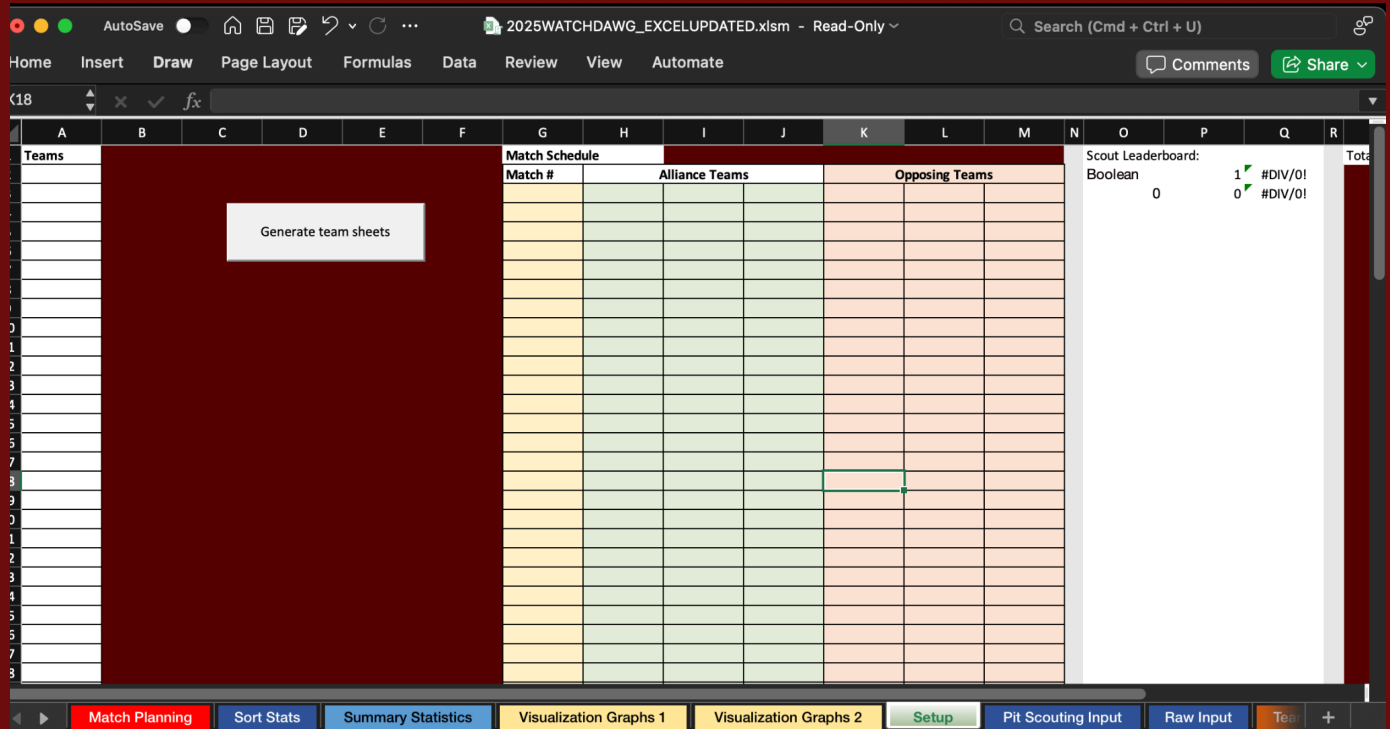 AutoSave 2025WATCHDAWG_EXCELUPDATED.xlsm - Read-Only Search (Cmd + Ctrl + U)
Home Insert Draw Page Layout Formulas Data Review View Automate Comments Share
K18 fx
A B C D E F G H I J K L M N O P Q R
Teams Match Schedule Scout Leaderboard:
Match # Alliance Teams Opposing Teams Boolean 1 #DIV/0!
0 0 #DIV/0!
Generate team sheets
Match Planning Sort Stats Summary Statistics Visualization Graphs 1 Visualization Graphs 2 Setup Pit Scouting Input Raw Input